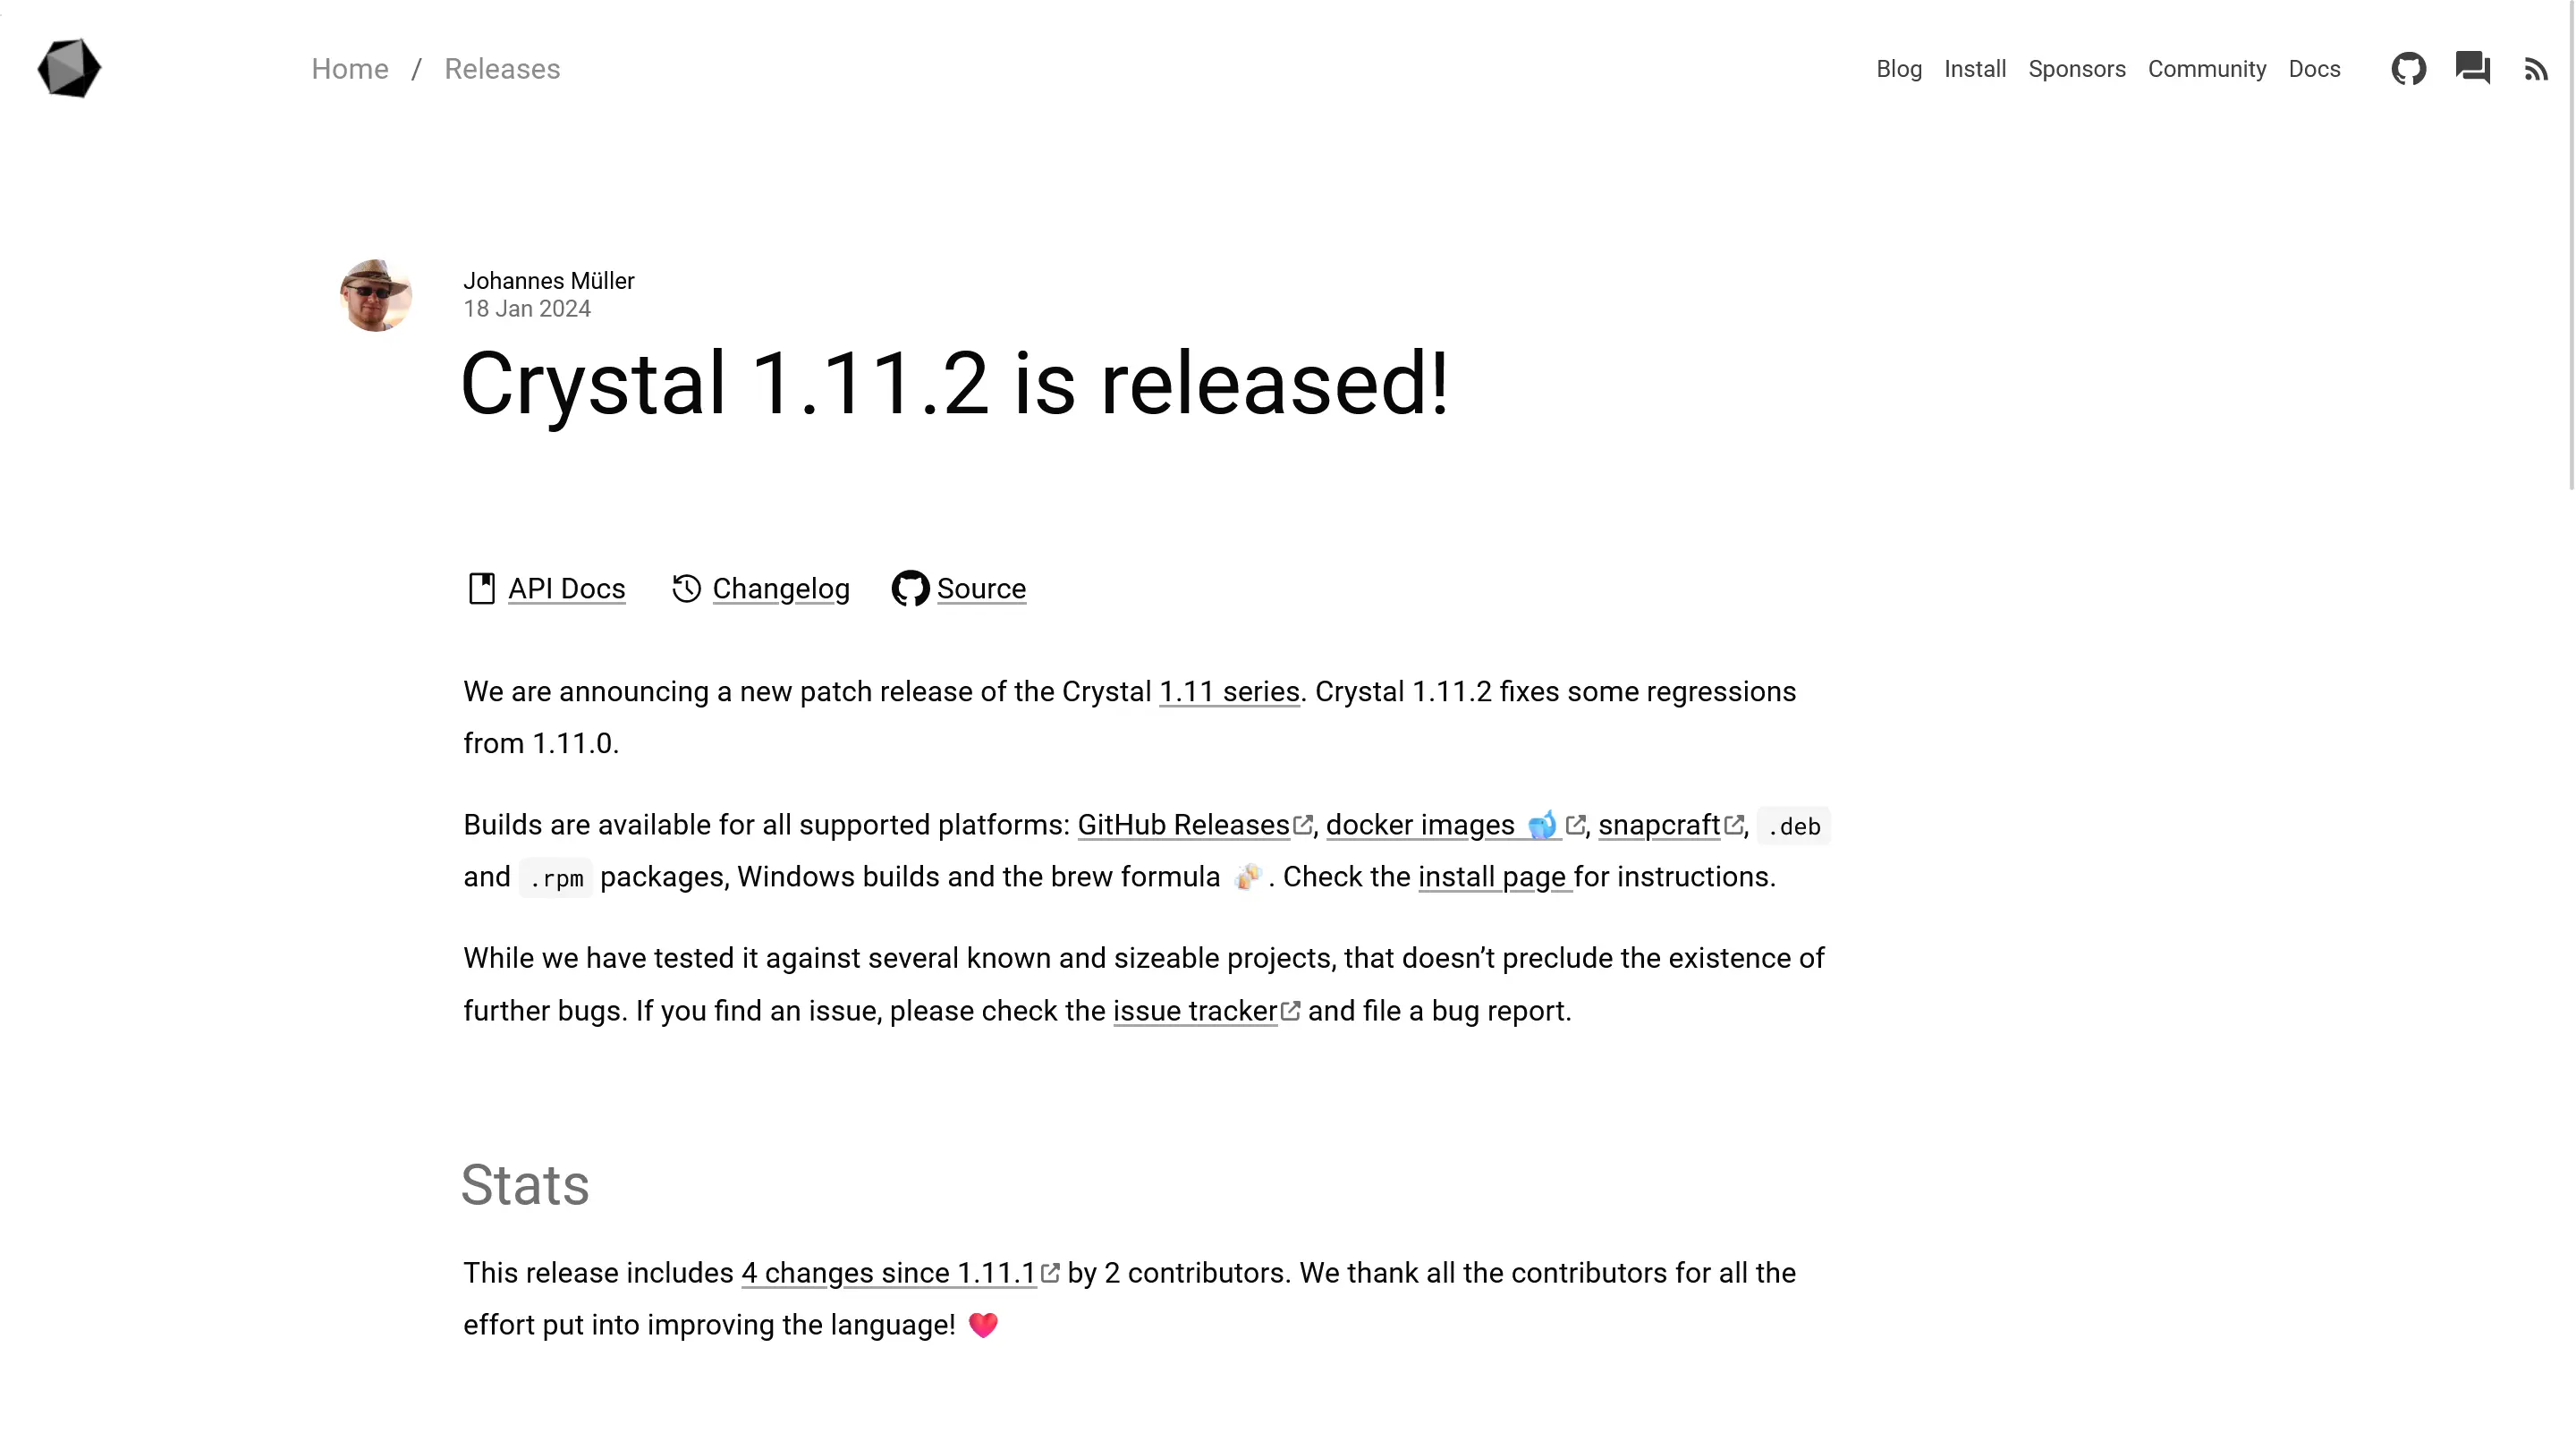 Home / Releases
Blog Install Sponsors Community Docs
Johannes Müller
18 Jan 2024
Crystal 1.11.2 is released!
API Docs Changelog Source
We are announcing a new patch release of the Crystal 1.11 series. Crystal 1.11.2 fixes some regressions
from 1.11.0.
Builds are available for all supported platforms: GitHub Releases, docker images 🐳, snapcraft, .deb
and .rpm packages, Windows builds and the brew formula 🍻. Check the install page for instructions.
While we have tested it against several known and sizeable projects, that doesn’t preclude the existence of
further bugs. If you find an issue, please check the issue tracker and file a bug report.
Stats
This release includes 4 changes since 1.11.1 by 2 contributors. We thank all the contributors for all the
effort put into improving the language! ❤️